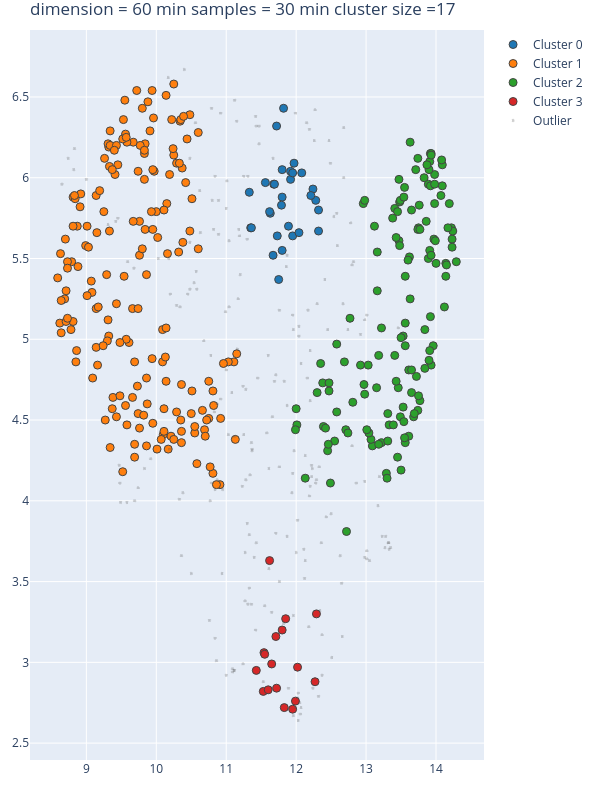 dimension = 60 min samples = 30 min cluster size =17
Cluster 0
Cluster 1
Cluster 2
Cluster 3
Outlier
6.5
6
5.5
5
4.5
4
3.5
3
2.5
9 10 11 12 13 14